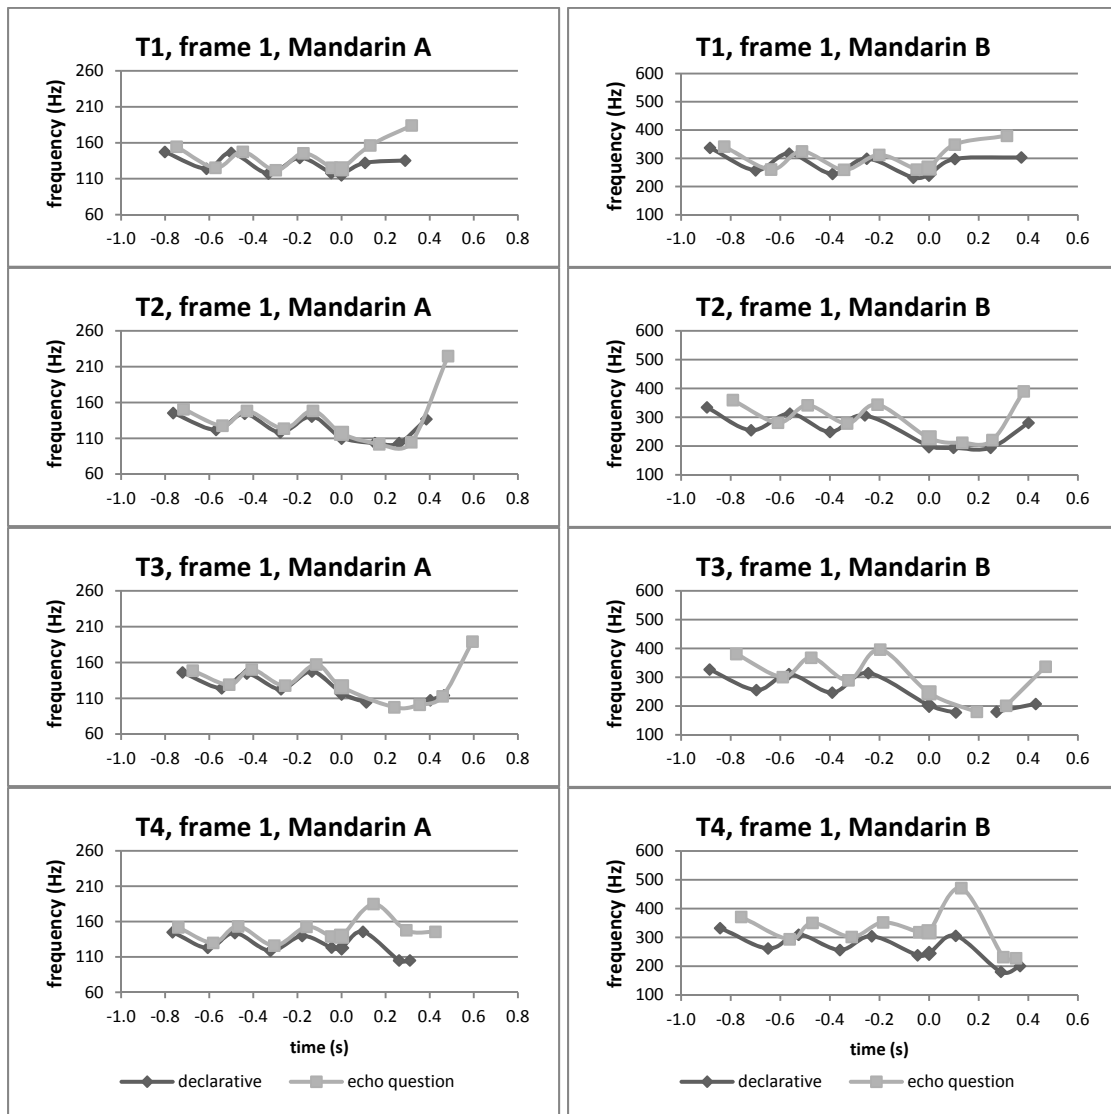 T1, frame 1, Mandarin A
frequency (Hz)
260
210
160
110
60
-1.0 -0.8 -0.6 -0.4 -0.2 0.0 0.2 0.4 0.6 0.8
T1, frame 1, Mandarin B
frequency (Hz)
600
500
400
300
200
100
-1.0 -0.8 -0.6 -0.4 -0.2 0.0 0.2 0.4 0.6
T2, frame 1, Mandarin A
frequency (Hz)
260
210
160
110
60
-1.0 -0.8 -0.6 -0.4 -0.2 0.0 0.2 0.4 0.6 0.8
T2, frame 1, Mandarin B
frequency (Hz)
600
500
400
300
200
100
-1.0 -0.8 -0.6 -0.4 -0.2 0.0 0.2 0.4 0.6
T3, frame 1, Mandarin A
frequency (Hz)
260
210
160
110
60
-1.0 -0.8 -0.6 -0.4 -0.2 0.0 0.2 0.4 0.6 0.8
T3, frame 1, Mandarin B
frequency (Hz)
600
500
400
300
200
100
-1.0 -0.8 -0.6 -0.4 -0.2 0.0 0.2 0.4 0.6
T4, frame 1, Mandarin A
frequency (Hz)
260
210
160
110
60
-1.0 -0.8 -0.6 -0.4 -0.2 0.0 0.2 0.4 0.6 0.8
time (s)
declarative echo question
T4, frame 1, Mandarin B
frequency (Hz)
600
500
400
300
200
100
-1.0 -0.8 -0.6 -0.4 -0.2 0.0 0.2 0.4 0.6
time (s)
declarative echo question